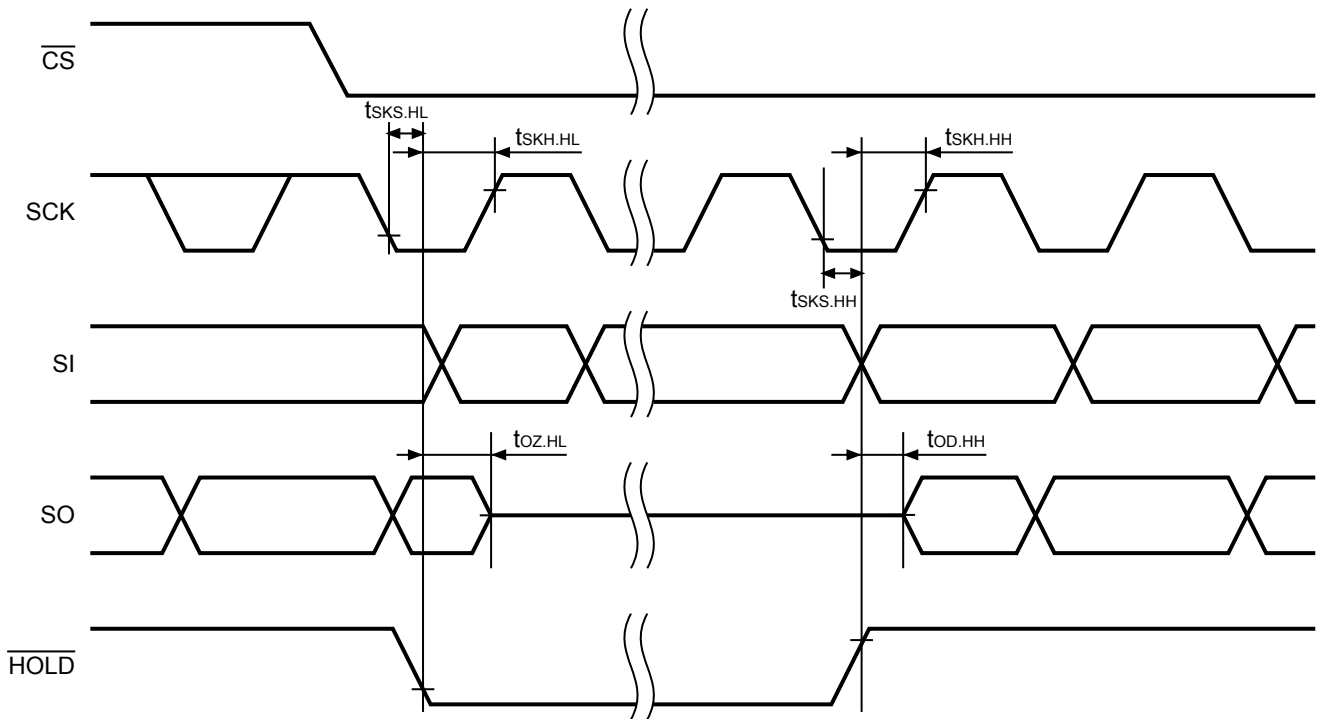 CS
tSKS.HL
tSKH.HL
tSKH.HH
SCK
tSKS.HH
SI
tOZ.HL
tOD.HH
SO
HOLD